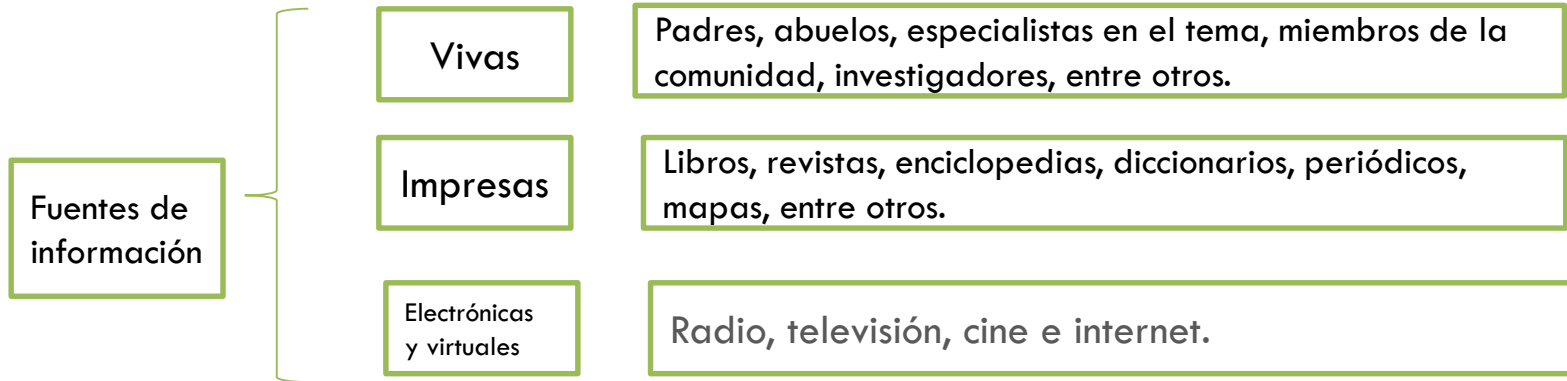 Vivas
Padres, abuelos, especialistas en el tema, miembros de la
comunidad, investigadores, entre otros.
Fuentes de
información
Impresas
Libros, revistas, enciclopedias, diccionarios, periódicos,
mapas, entre otros.
Electrónicas
y virtuales
Radio, televisión, cine e internet.